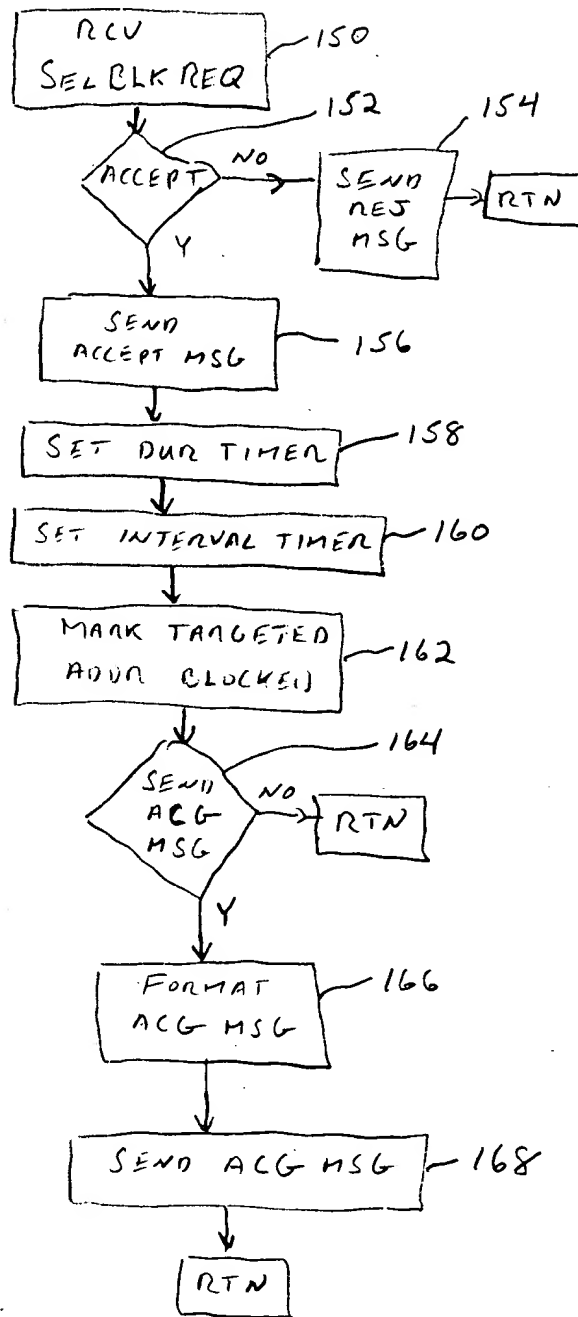 RCV
SEL BLK REQ
150
152
ACCEPT
NO
154
SEND
REJ
MSG
RTN
Y
SEND
ACCEPT MSG
156
SET DUR TIMER
158
SET INTERVAL TIMER
160
MARK TARGETED
ADDR BLOCKED
162
164
SEND
ACG
MSG
NO
RTN
Y
FORMAT
ACG MSG
166
SEND ACG MSG
168
RTN